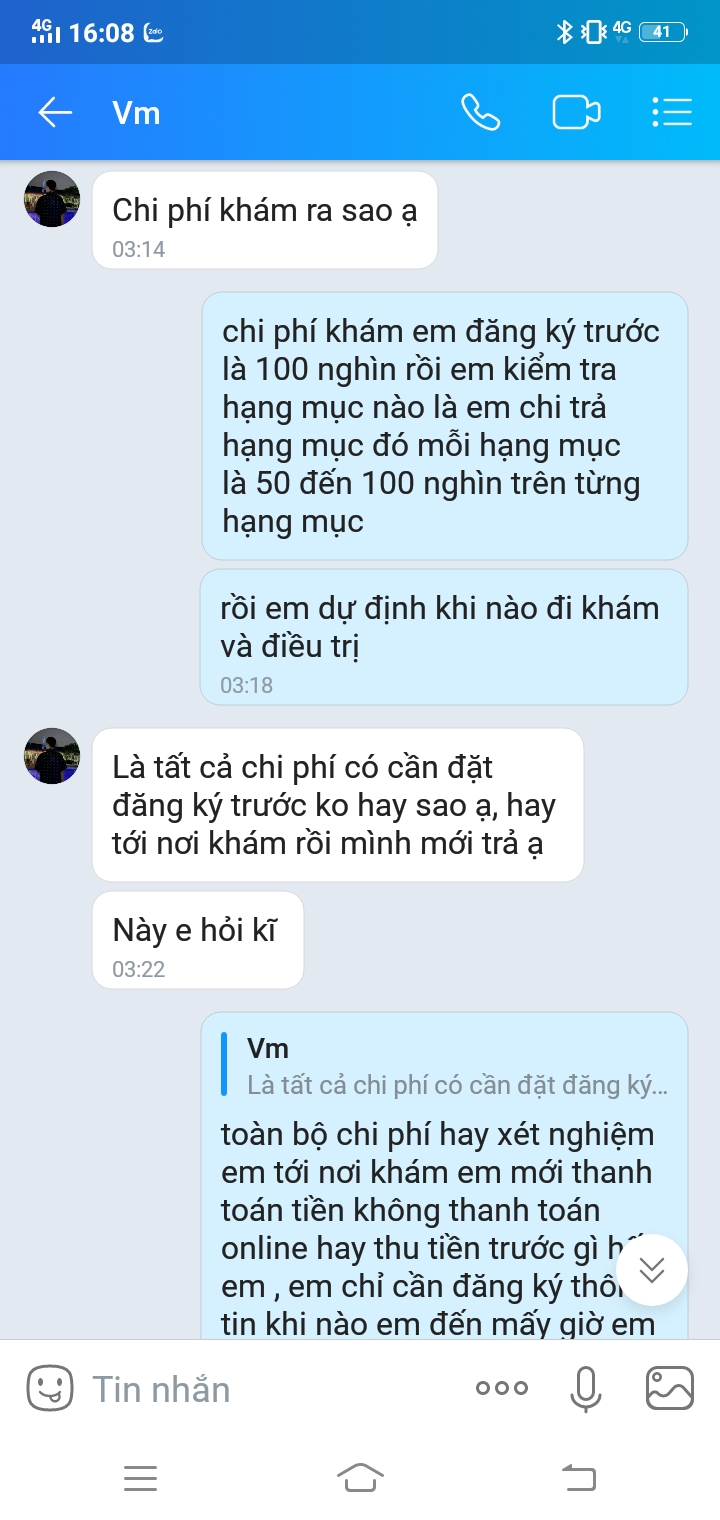 4G 16:08 Zalo 4G 41
Vm
Chi phí khám ra sao ạ
03:14
chi phí khám em đăng ký trước
là 100 nghìn rồi em kiểm tra
hạng mục nào là em chi trả
hạng mục đó mỗi hạng mục
là 50 đến 100 nghìn trên từng
hạng mục
rồi em dự định khi nào đi khám
và điều trị
03:18
Là tất cả chi phí có cần đặt
đăng ký trước ko hay sao ạ, hay
tới nơi khám rồi mình mới trả ạ
Này e hỏi kĩ
03:22
Vm
Là tất cả chi phí có cần đặt đăng ký...
toàn bộ chi phí hay xét nghiệm
em tới nơi khám em mới thanh
toán tiền không thanh toán
online hay thu tiền trước gì
em , em chỉ cần đăng ký
tin khi nào em đến mấy giờ em
Tin nhắn